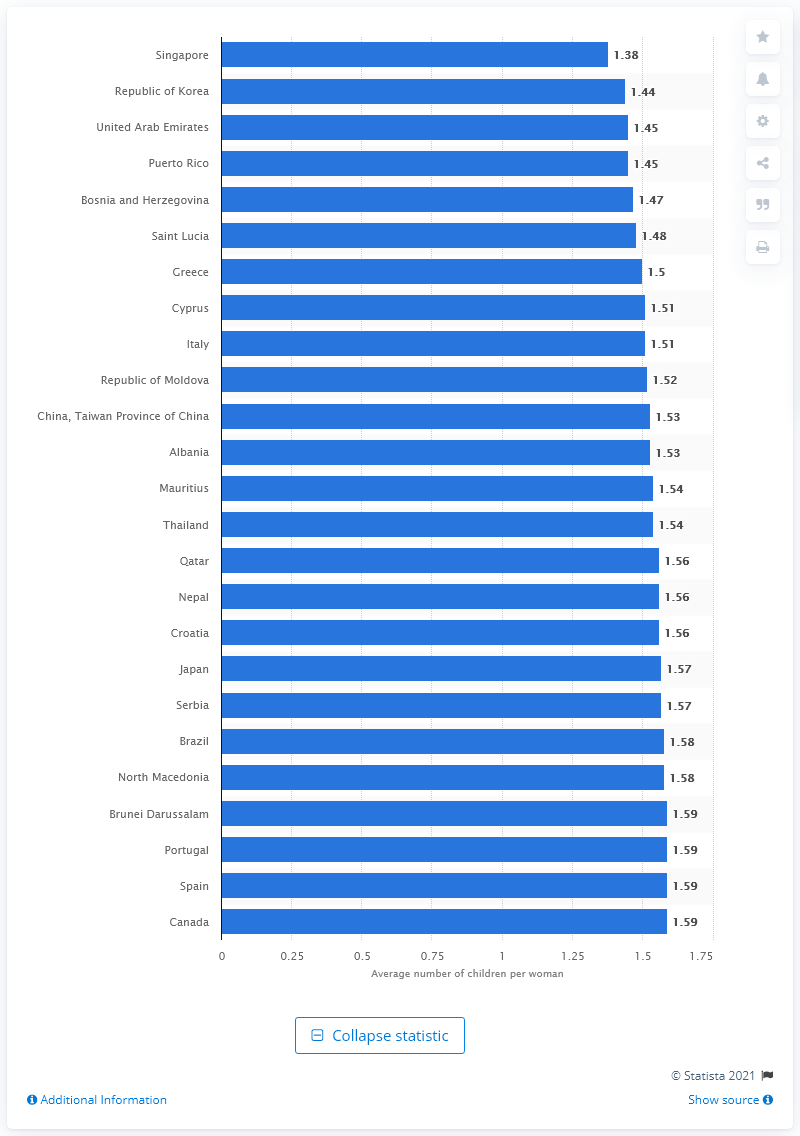 Singapore 1.38
Republic of Korea 1.44
United Arab Emirates 1.45
Puerto Rico 1.45
Bosnia and Herzegovina 1.47
Saint Lucia 1.48
Greece 1.5
Cyprus 1.51
Italy 1.51
Republic of Moldova 1.52
China, Taiwan Province of China 1.53
Albania 1.53
Mauritius 1.54
Thailand 1.54
Qatar 1.56
Nepal 1.56
Croatia 1.56
Japan 1.57
Serbia 1.57
Brazil 1.58
North Macedonia 1.58
Brunei Darussalam 1.59
Portugal 1.59
Spain 1.59
Canada 1.59
0 0.25 0.5 0.75 1 1.25 1.5 1.75
Average number of children per woman
Collapse statistic
© Statista 2021
Additional Information Show source